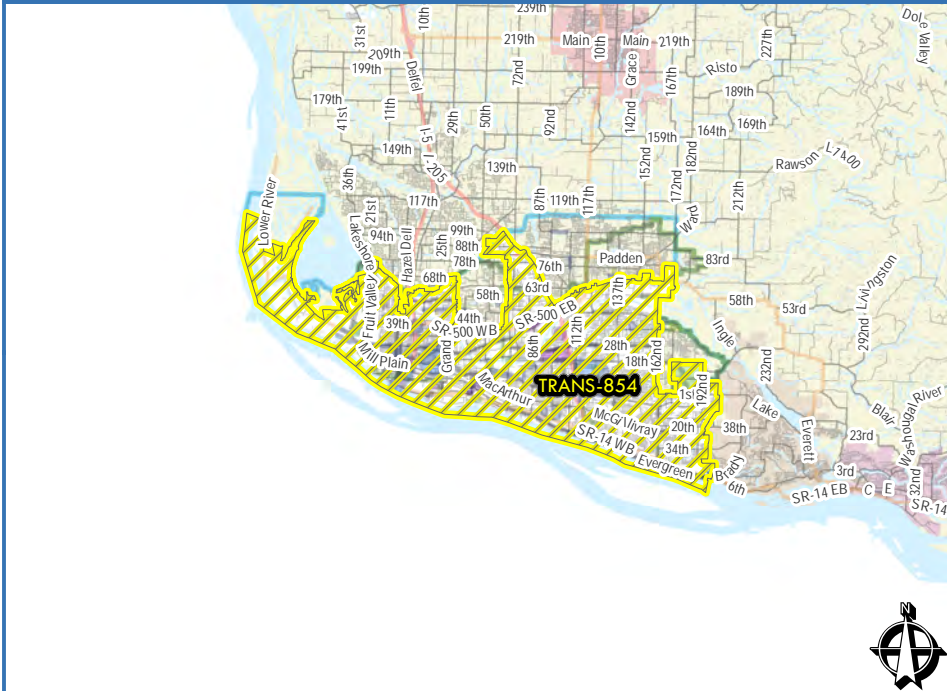 239th
10th
31st
Dole Valley
219th
Main
10th
Main
219th
227th
209th
199th
Delfel
72nd
Grace
167th
Risto
189th
179th
41st
11th
29th
50th
92nd
142nd
169th
164th
159th
I-5
I-205
149th
139th
152nd
182nd
Rawson
L-1400
36th
117th
87th
119th
117th
172nd
212th
Lower River
21st
Lakeshore
94th
Hazel Dell
25th
99th
88th
78th
Ward
76th
Padden
83rd
68th
63rd
58th
137th
Livingston
58th
53rd
Fruit Valley
39th
44th
SR-500 WB
SR-500 EB
112th
86th
28th
18th
162nd
Ingle
232nd
292nd
Mill Plain
Grand
MacArthur
TRANS-854
1st
192nd
Lake
Blair
Washougal River
McGillivray
20th
38th
Everett
23rd
SR-14 WB
34th
Evergreen
Brady
6th
3rd
SR-14 EB
C
E
32nd
SR-14
N